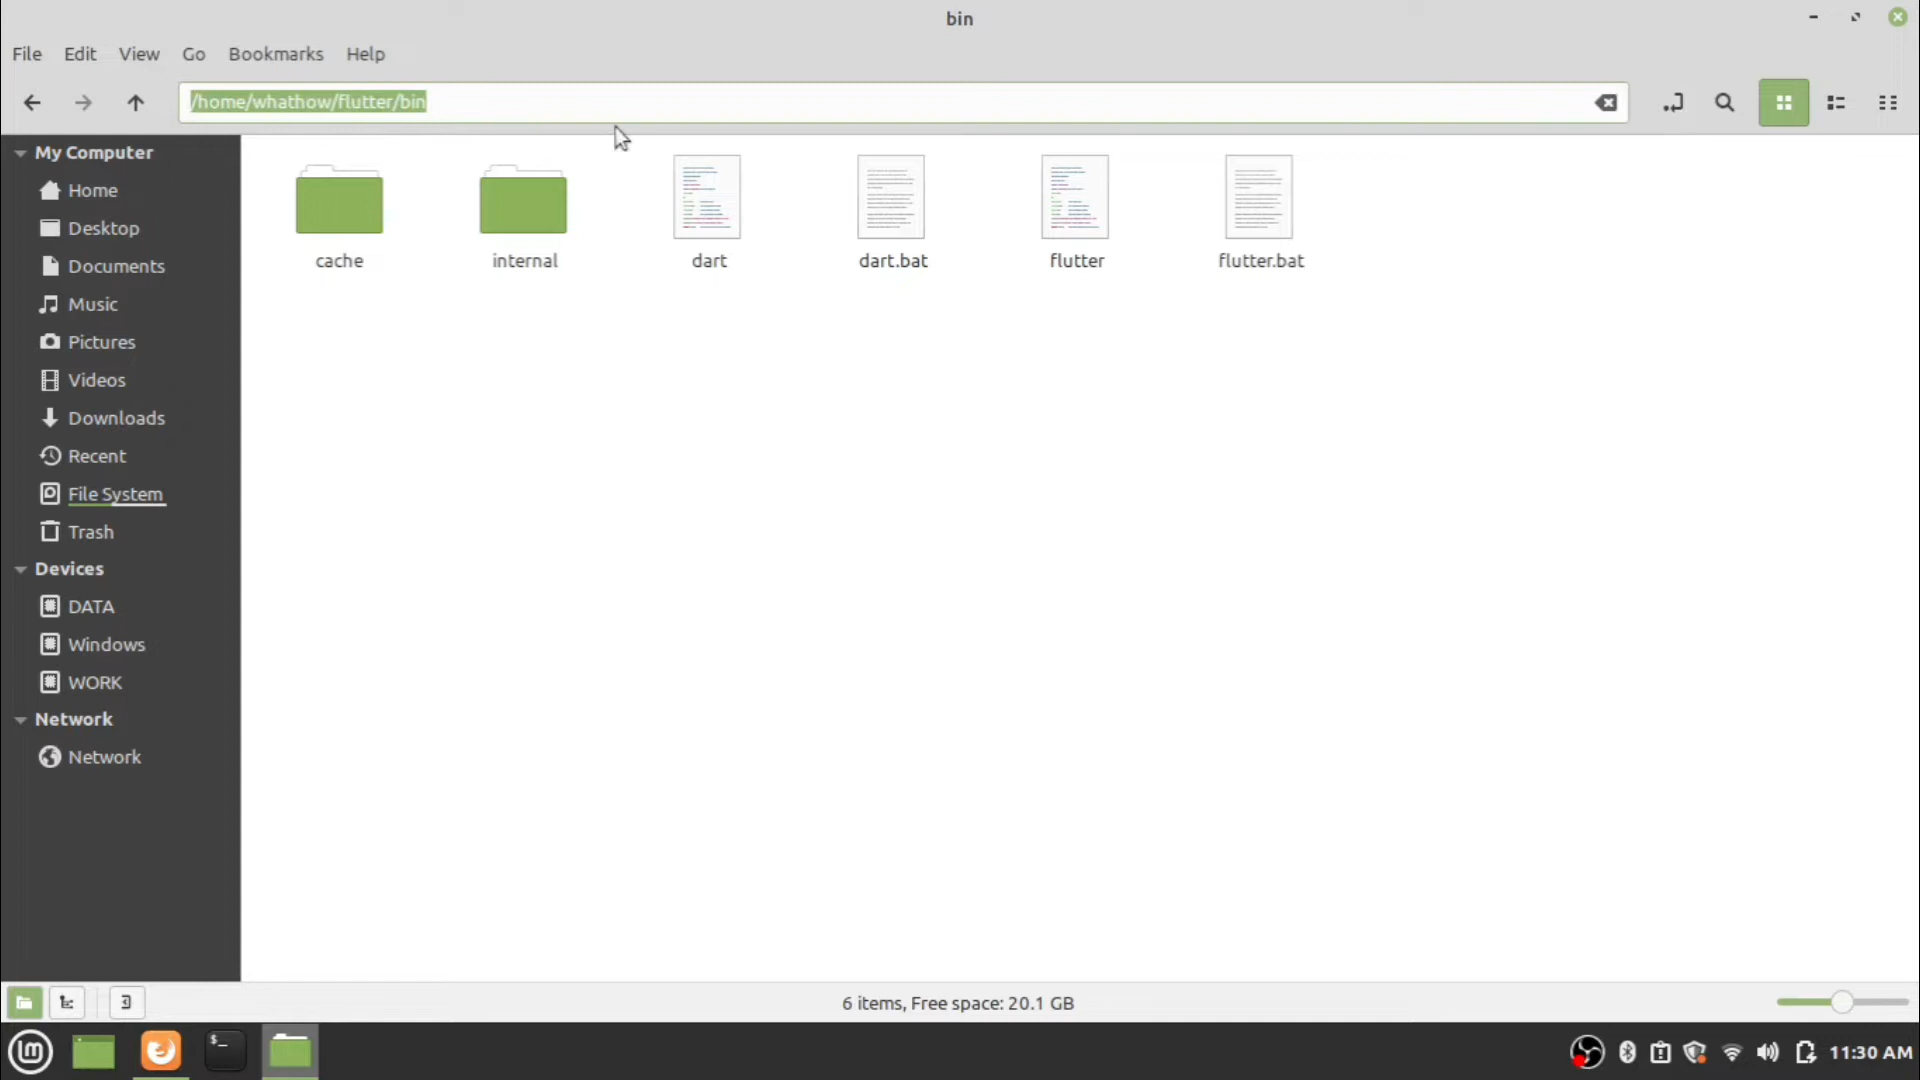 bin
File Edit View Go Bookmarks Help
/home/whathow/flutter/bin
My Computer
Home
Desktop
Documents
Music
Pictures
Videos
Downloads
Recent
File System
Trash
Devices
DATA
Windows
WORK
Network
Network
cache internal dart dart.bat flutter flutter.bat
6 items, Free space: 20.1 GB
11:30 AM